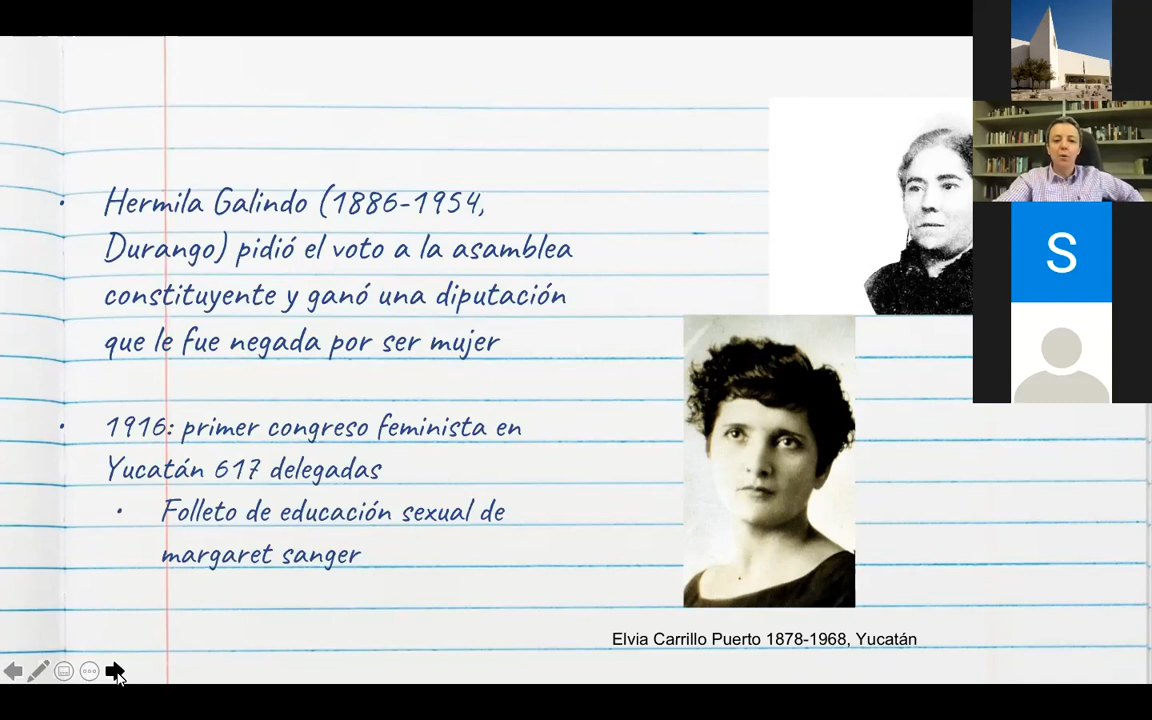 Hermila Galindo (1886-1954,
Durango) pidió el voto a la asamblea
constituyente y ganó una diputación
que le fue negada por ser mujer
1916: primer congreso feminista en
Yucatán 617 delegadas
Folleto de educación sexual de
margaret sanger
Elvia Carrillo Puerto 1878-1968, Yucatán
S